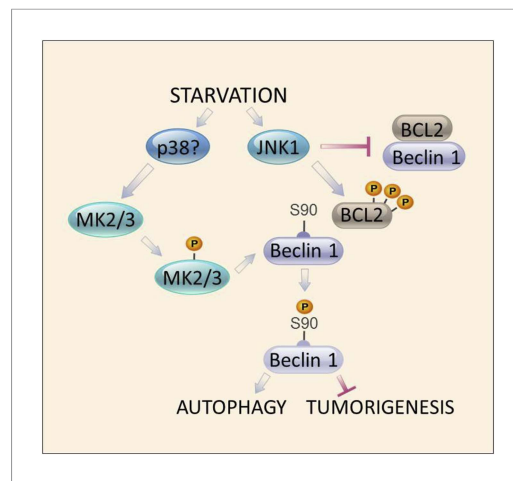 STARVATION
p38?
JNK1
BCL2
Beclin 1
MK2/3
S90
P
P
P
BCL2
P
Beclin 1
MK2/3
P
S90
Beclin 1
AUTOPHAGY
TUMORIGENESIS